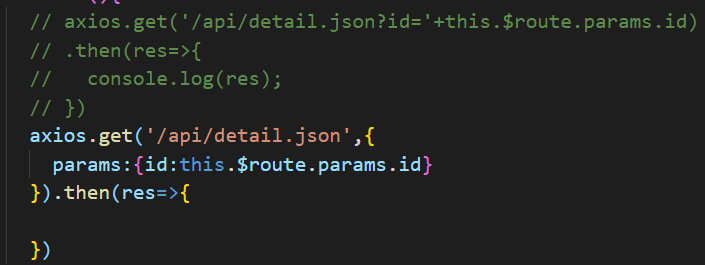 (){
// axios.get('/api/detail.json?id='+this.$route.params.id)
// .then(res=>{
//   console.log(res);
// })
axios.get('/api/detail.json',{
  params:{id:this.$route.params.id}
}).then(res=>{
})